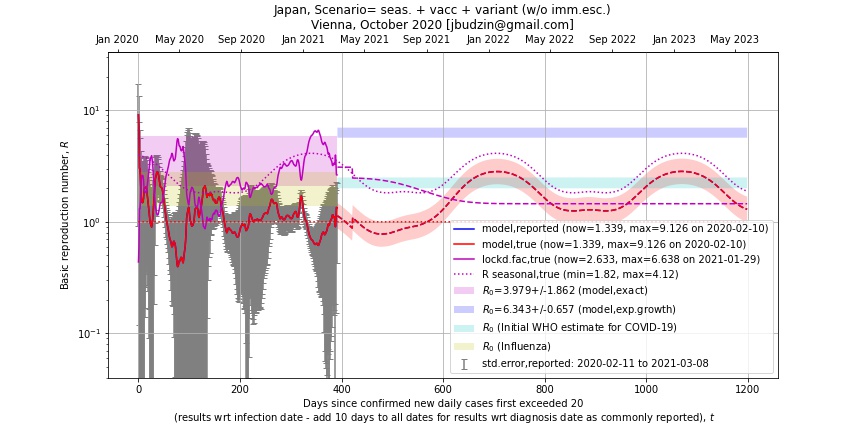 Japan, Scenario= seas. + vacc + variant (w/o imm.esc.)
Vienna, October 2020 [jbudzin@gmail.com]
Jan 2020 May 2020 Sep 2020 Jan 2021 May 2021 Sep 2021 Jan 2022 May 2022 Sep 2022 Jan 2023 May 2023
Basic reproduction number, R
10¹
10⁰
10⁻¹
model,reported (now=1.339, max=9.126 on 2020-02-10)
model,true (now=1.339, max=9.126 on 2020-02-10)
lockd.fac,true (now=2.633, max=6.638 on 2021-01-29)
R seasonal,true (min=1.82, max=4.12)
R₀=3.979+/-1.862 (model,exact)
R₀=6.343+/-0.657 (model,exp.growth)
R₀ (Initial WHO estimate for COVID-19)
R₀ (Influenza)
std.error,reported: 2020-02-11 to 2021-03-08
0 200 400 600 800 1000 1200
Days since confirmed new daily cases first exceeded 20
(results wrt infection date - add 10 days to all dates for results wrt diagnosis date as commonly reported), t